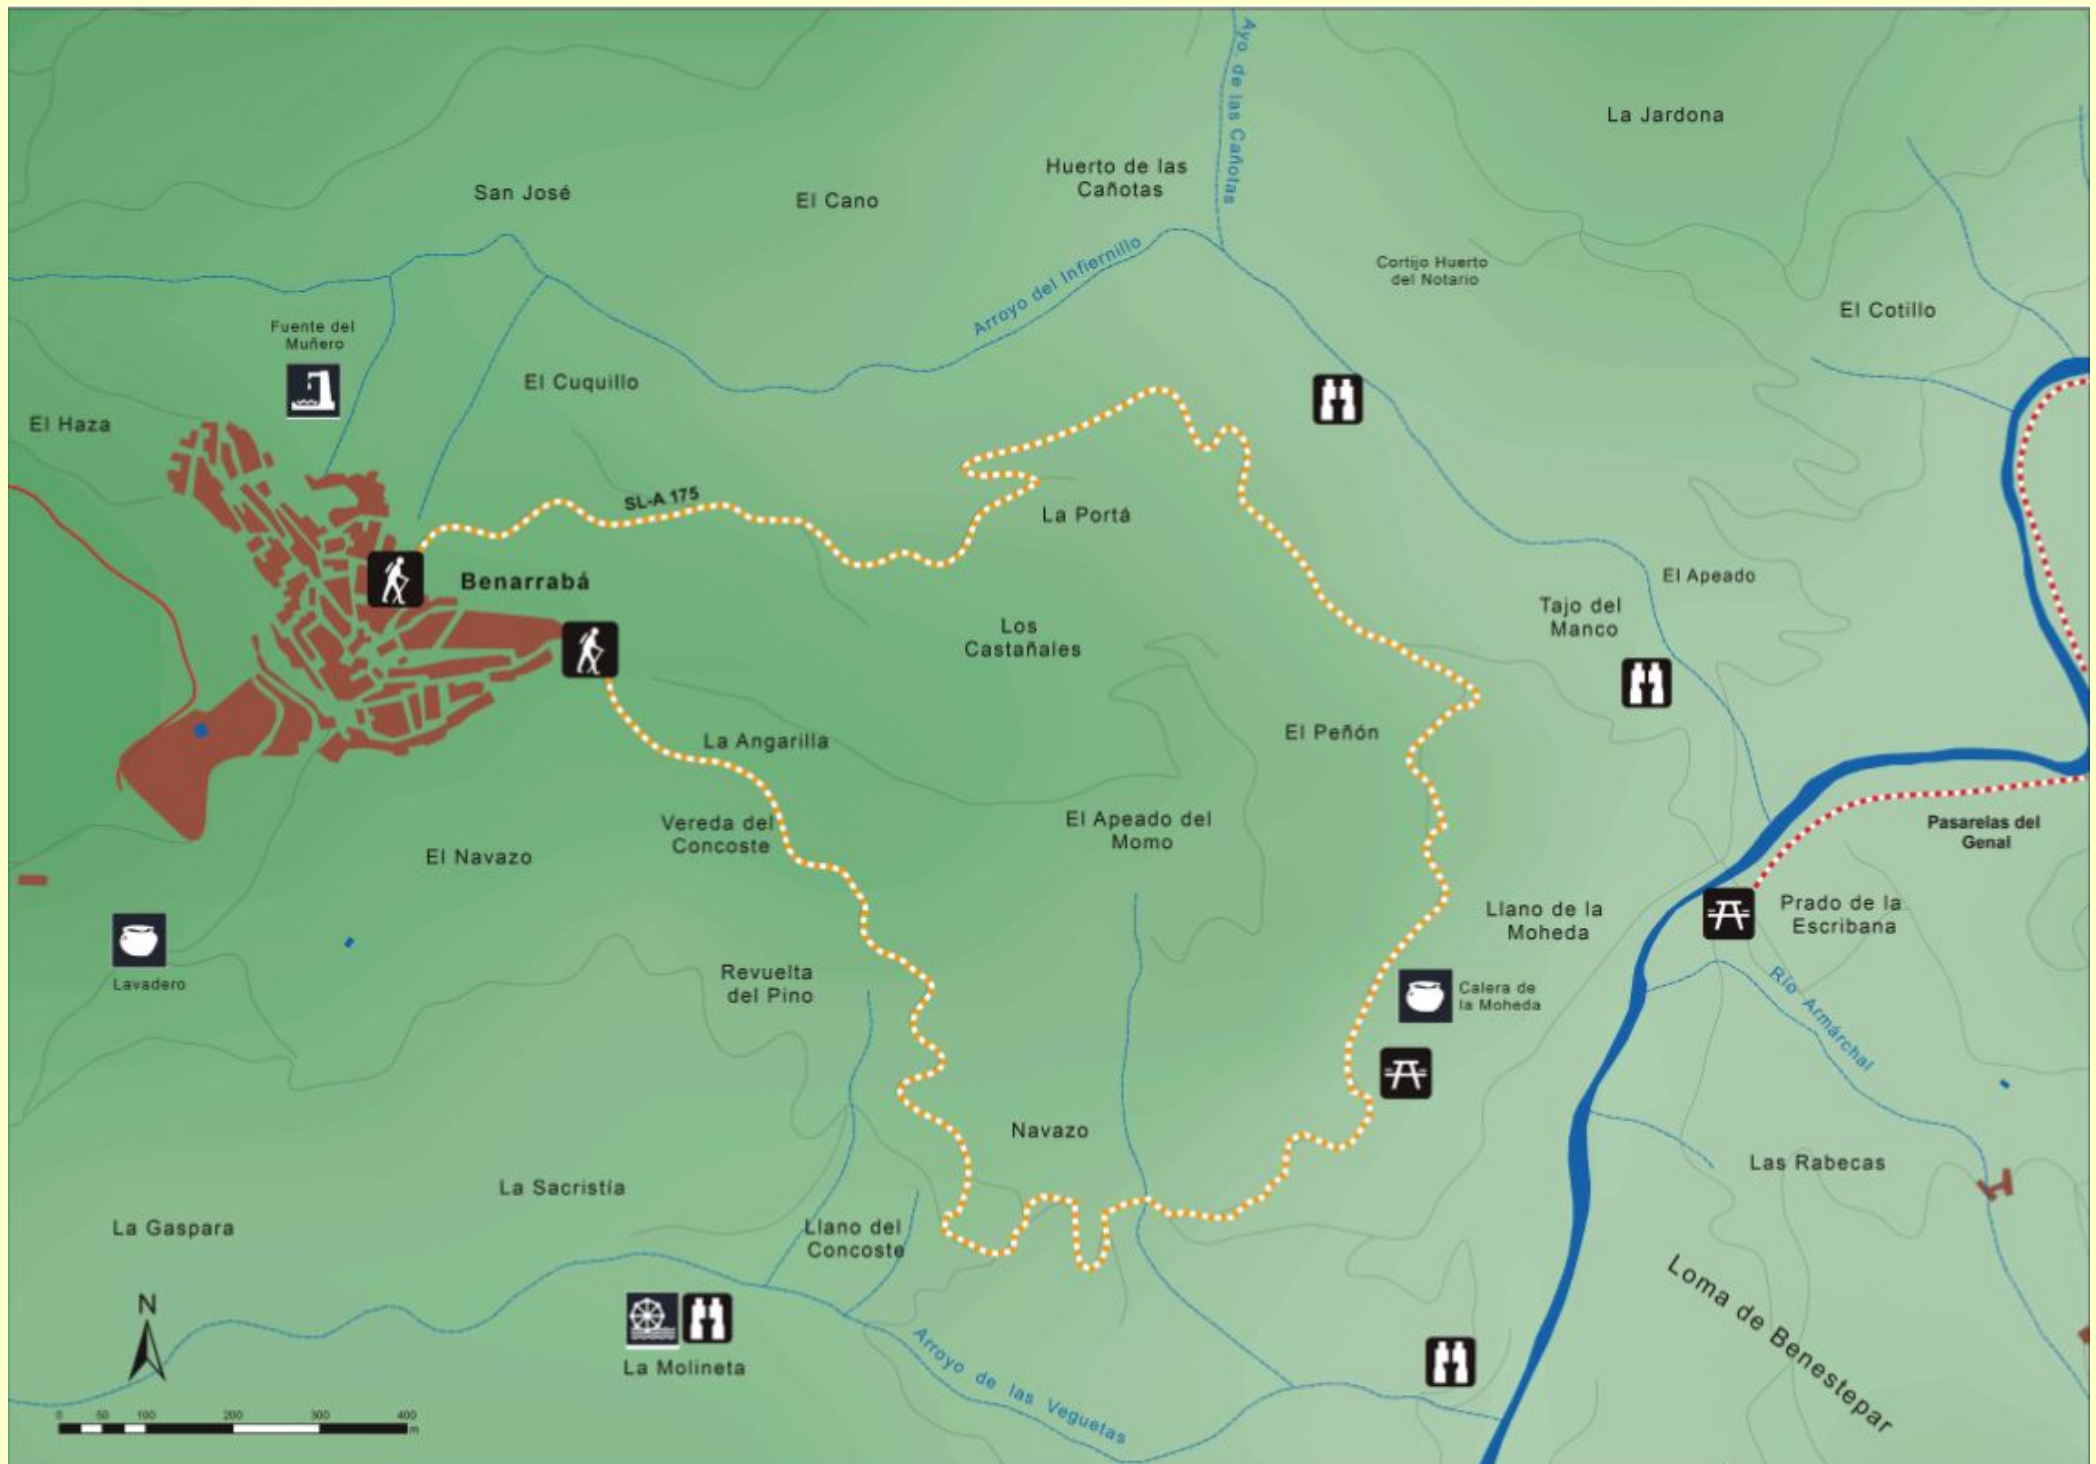 Ayo. de las Cañotas
La Jardona
Huerto de las
Cañotas
San José
El Cano
Arroyo del Infiernillo
Cortijo Huerto
del Notario
El Cotillo
Fuente del
Muñero
El Cuquillo
El Haza
SL-A 175
La Portá
Benarrabá
El Apeado
Tajo del
Manco
Los
Castañales
La Angarilla
El Peñón
Vereda del
Concoste
El Apeado del
Momo
Pasarelas del
Genal
El Navazo
Llano de la
Moheda
Prado de la
Escribana
Lavadero
Revuelta
del Pino
Calera de
la Moheda
Río Armárchal
Navazo
Las Rabecas
La Sacristía
La Gaspara
Llano del
Concoste
Loma de Benestepar
N
La Molineta
Arroyo de las Veguetas
0 50 100 200 300 400
m